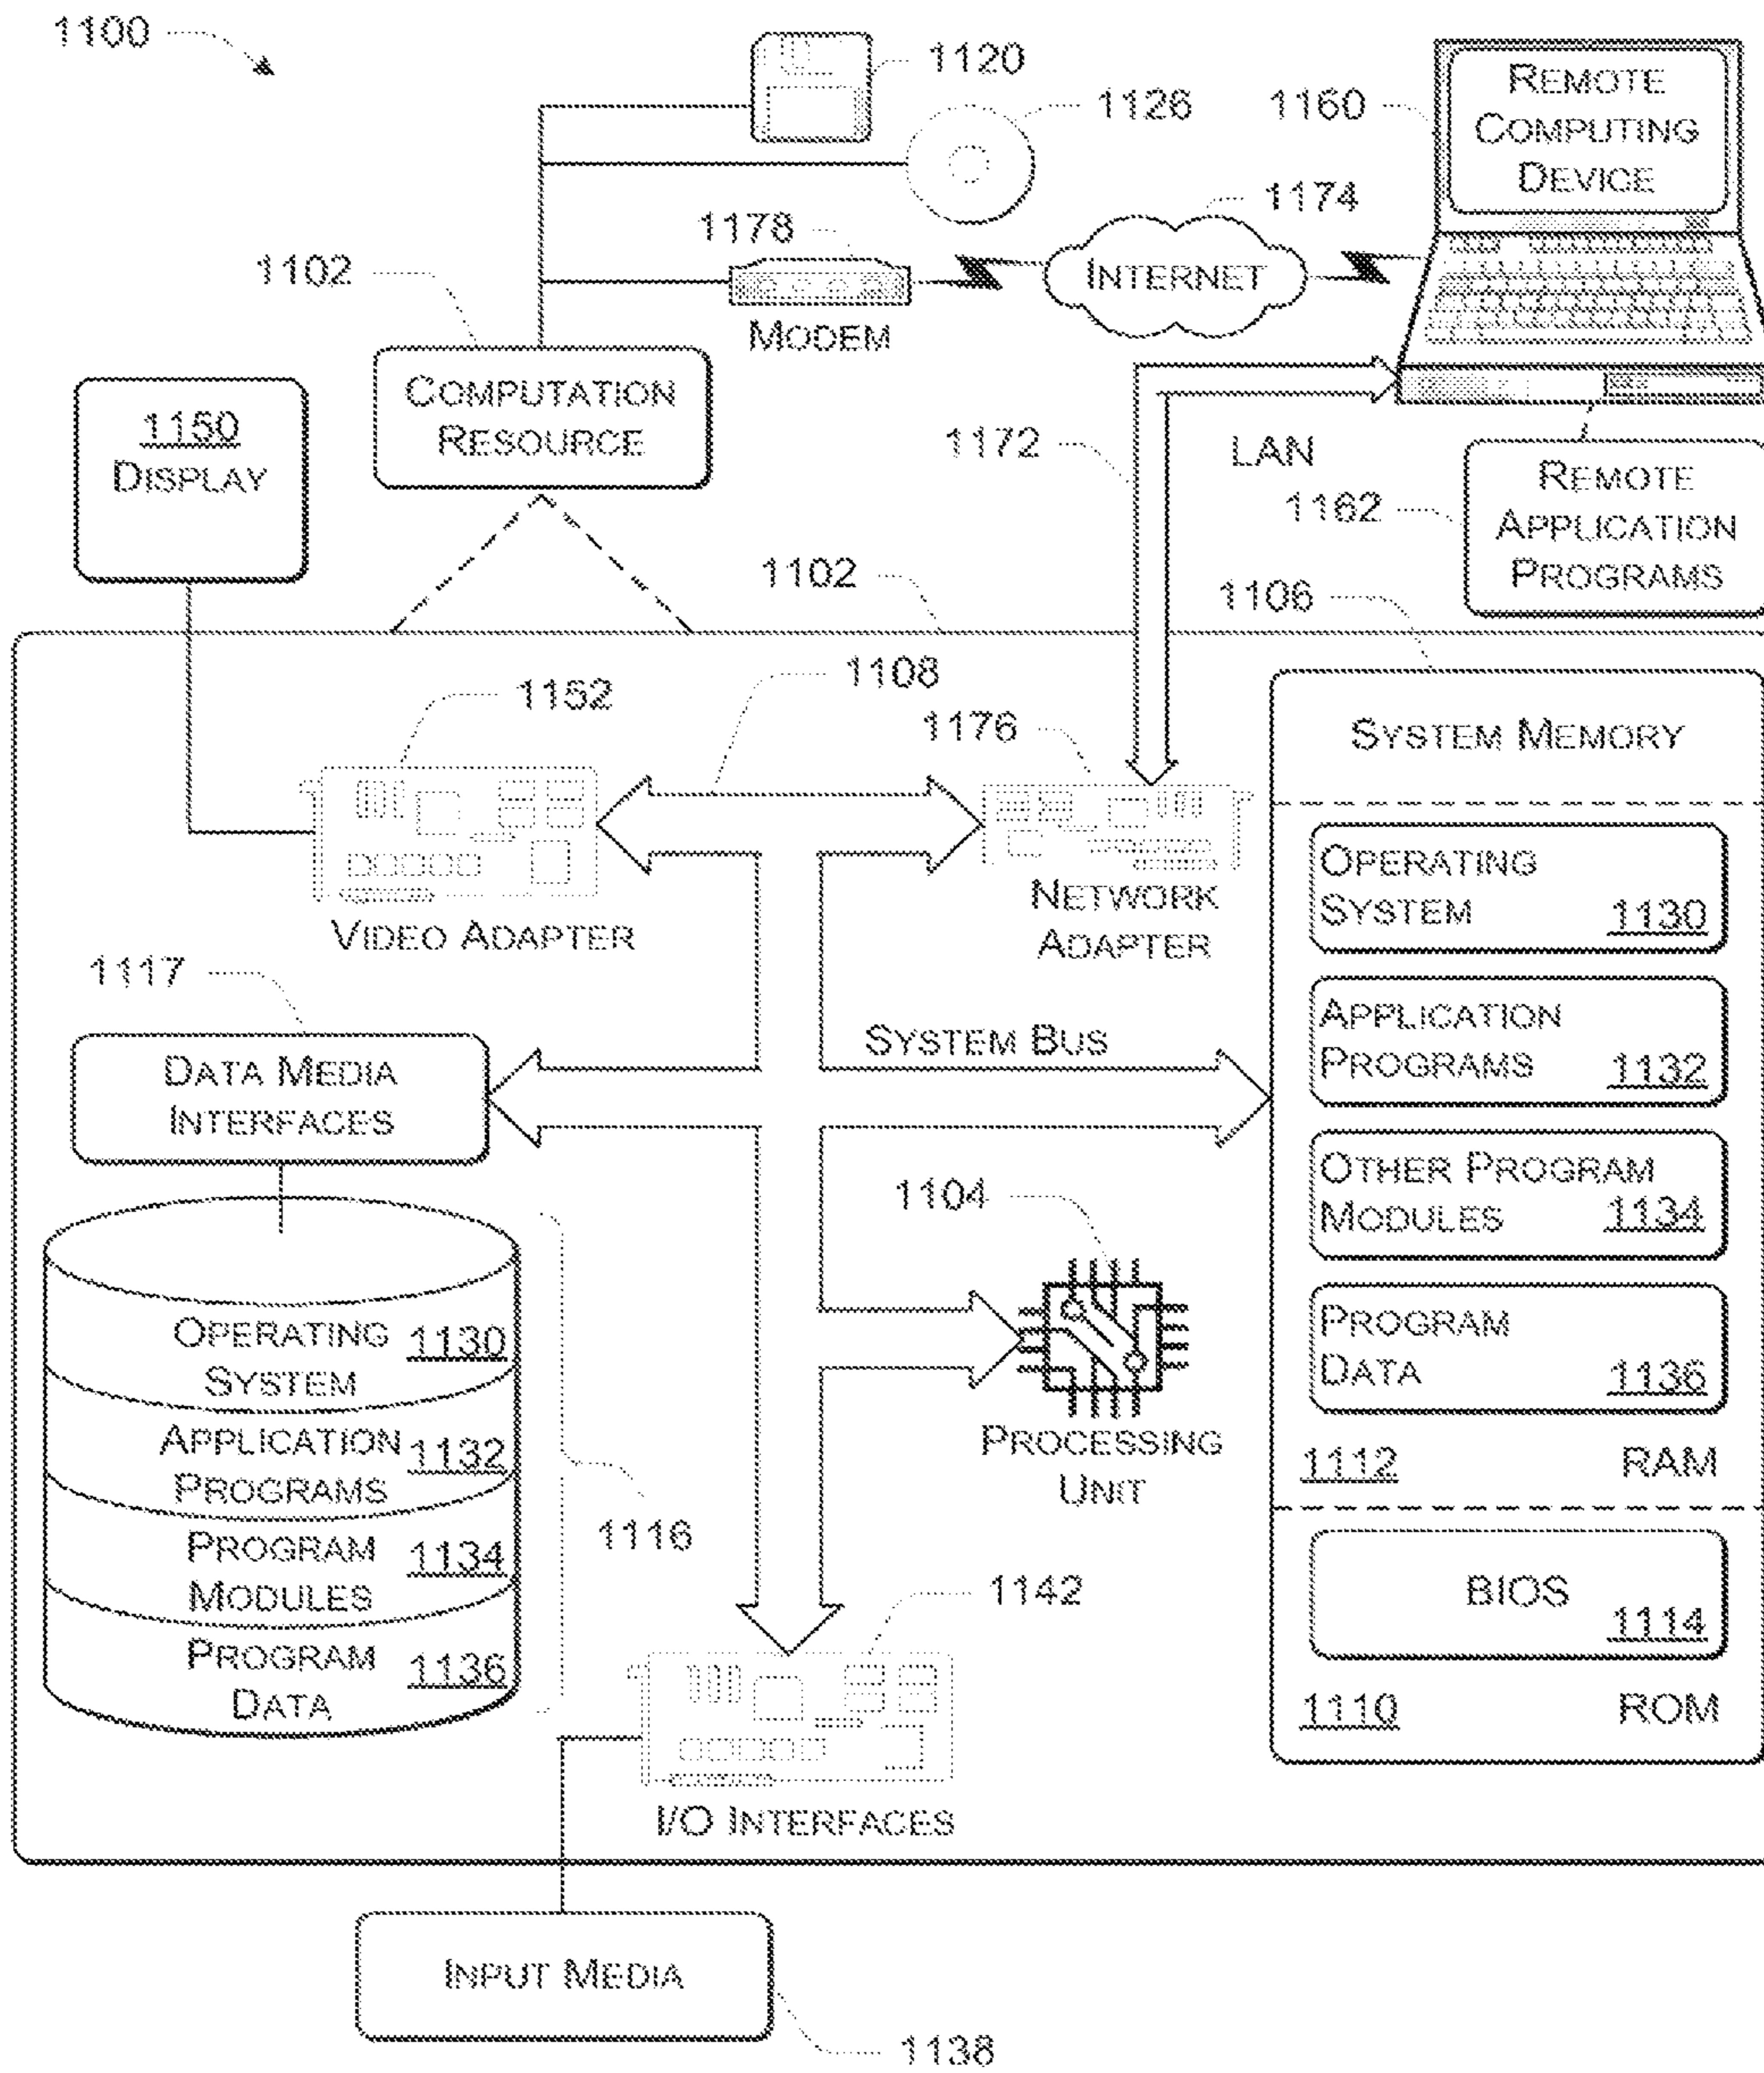 1100
1120
1126
1160
REMOTE
COMPUTING
DEVICE
1174
1178
INTERNET
MODEM
1102
COMPUTATION
RESOURCE
1150
DISPLAY
1172
LAN
1162
REMOTE
APPLICATION
PROGRAMS
1102
1106
1108
1152
1176
SYSTEM MEMORY
VIDEO ADAPTER
NETWORK
ADAPTER
OPERATING
SYSTEM 1130
APPLICATION
PROGRAMS 1132
OTHER PROGRAM
MODULES 1134
PROGRAM
DATA 1136
1112 RAM
BIOS
1114
1110 ROM
1117
DATA MEDIA
INTERFACES
SYSTEM BUS
1104
PROCESSING
UNIT
OPERATING 1130
SYSTEM
APPLICATION 1132
PROGRAMS
PROGRAM 1134
MODULES
PROGRAM 1136
DATA
1116
1142
I/O INTERFACES
INPUT MEDIA
1138